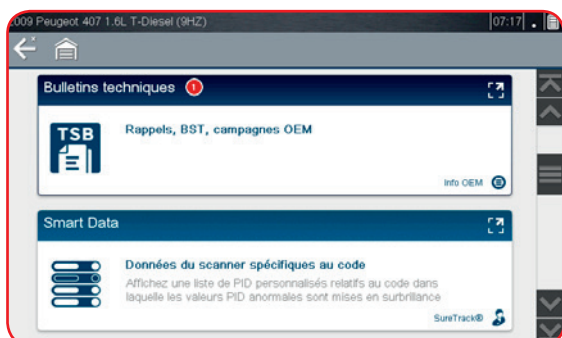 2009 Peugeot 407 1.6L T-Diesel (9HZ) 07:17
Bulletins techniques 1
TSB
Rappels, BST, campagnes OEM
Info OEM
Smart Data
Données du scanner spécifiques au code
Affichez une liste de PID personnalisés relatifs au code dans
laquelle les valeurs PID anormales sont mises en surbrillance
SureTrack®